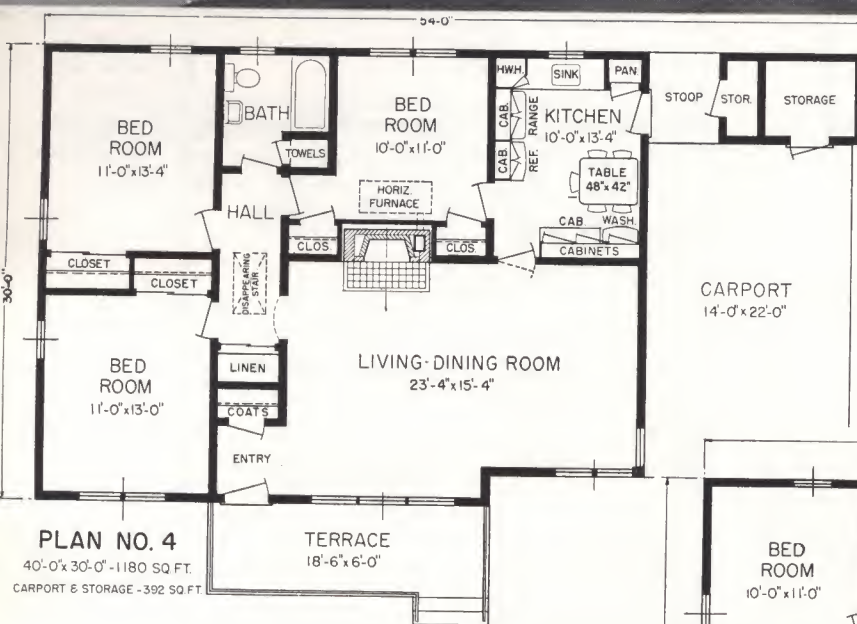 54'-0"
30'-0"
BED
ROOM
11'-0"x13'-4"
BATH
TOWELS
BED
ROOM
10'-0"x11'-0"
HORIZ.
FURNACE
H.W.H.
SINK
PAN.
CAB.
RANGE
CAB.
REF.
KITCHEN
10'-0"x13'-4"
TABLE
48"x 42"
CAB.
WASH.
CABINETS
STOOP
STOR.
STORAGE
HALL
CLOS.
CLOS.
CLOSET
CLOSET
DISAPPEARING
STAIR
CARPORT
14'-0"x 22'-0"
BED
ROOM
11'-0"x13'-0"
LINEN
COATS
ENTRY
LIVING-DINING ROOM
23'-4"x15'-4"
TERRACE
18'-6"x 6'-0"
PLAN NO. 4
40'-0"x 30'-0" -1180 SQ.FT.
CARPORT & STORAGE -392 SQ.FT.
BED
ROOM
10'-0"x11'-0"